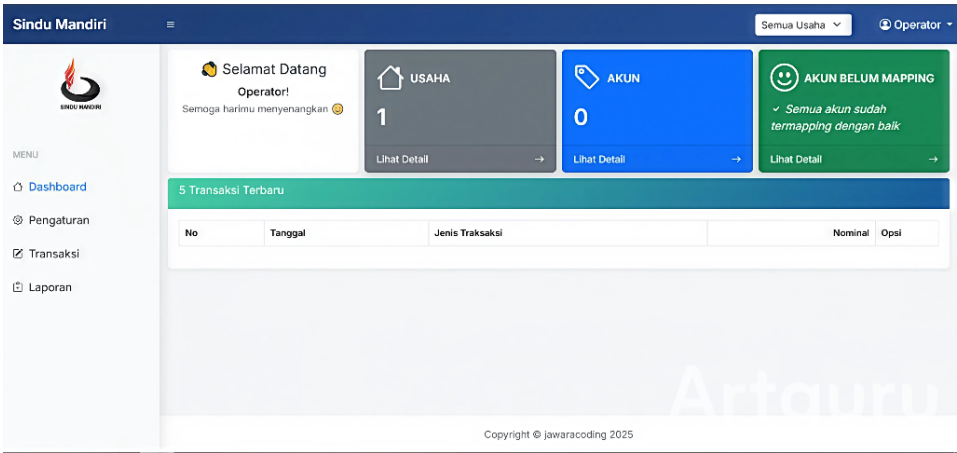 Sindu Mandiri
Semua Usaha
Operator
SINDU MANDIRI
MENU
Dashboard
Pengaturan
Transaksi
Laporan
Selamat Datang
Operator!
Semoga harimu menyenangkan
USAHA
1
Lihat Detail
AKUN
0
Lihat Detail
AKUN BELUM MAPPING
Semua akun sudah
termapping dengan baik
Lihat Detail
5 Transaksi Terbaru
No Tanggal Jenis Traksaksi Nominal Opsi
Artguru
Copyright © jawaracoding 2025